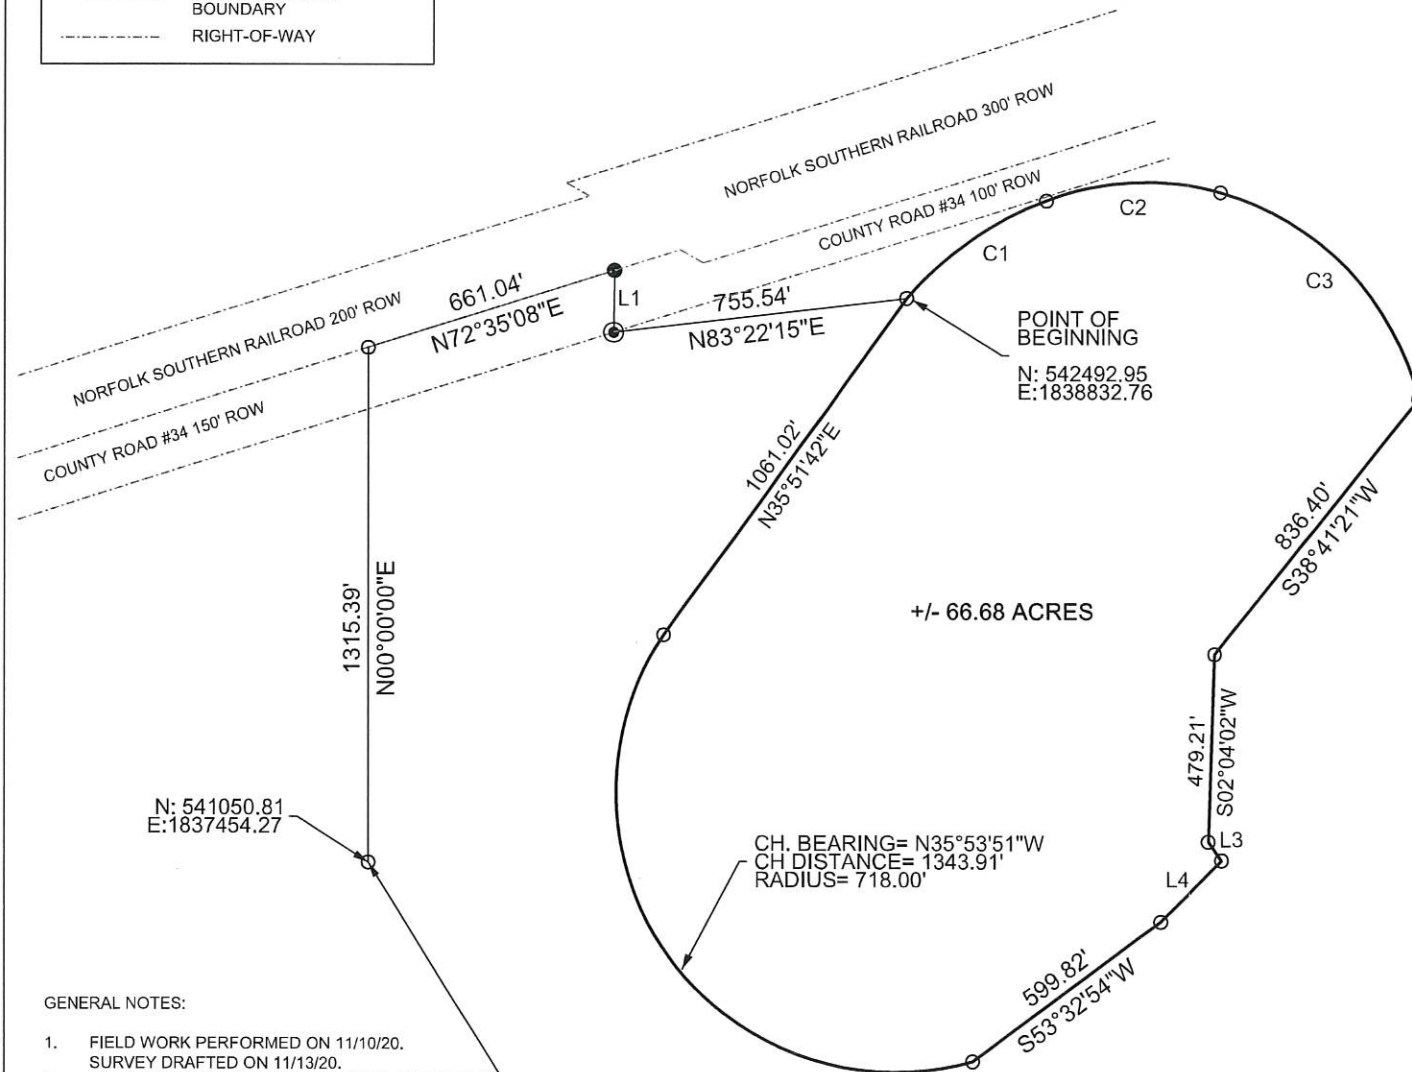 BOUNDARY
RIGHT-OF-WAY
NORFOLK SOUTHERN RAILROAD 300' ROW
COUNTY ROAD #34 100' ROW
C1
C2
C3
661.04'
N72°35'08"E
L1
755.54'
N83°22'15"E
NORFOLK SOUTHERN RAILROAD 200' ROW
COUNTY ROAD #34 150' ROW
POINT OF
BEGINNING
N: 542492.95
E:1838832.76
1061.02'
N35°51'42"E
836.40'
S38°41'21"W
+/- 66.68 ACRES
1315.39'
N00°00'00"E
479.21'
S02°04'02"W
N: 541050.81
E:1837454.27
CH. BEARING= N35°53'51"W
CH DISTANCE= 1343.91'
RADIUS= 718.00'
L3
L4
599.82'
S53°32'54"W
GENERAL NOTES:
1. FIELD WORK PERFORMED ON 11/10/20.
SURVEY DRAFTED ON 11/13/20.